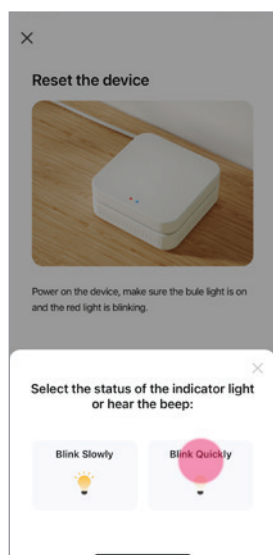 Reset the device
Power on the device, make sure the bule light is on
and the red light is blinking.
Select the status of the indicator light
or hear the beep:
Blink Slowly
Blink Quickly